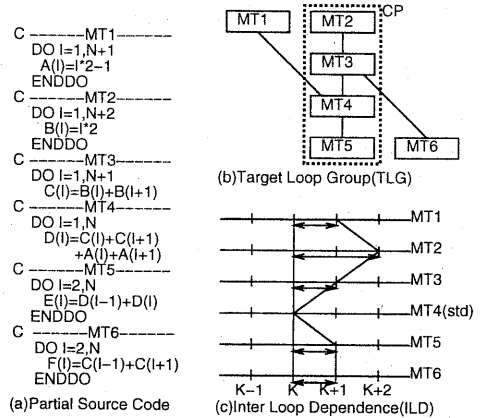 C ------MT1-------
DO I=1,N+1
A(I)=I*2-1
ENDDO
C ------MT2-------
DO I=1,N+2
B(I)=I*2
ENDDO
C ------MT3-------
DO I=1,N+1
C(I)=B(I)+B(I+1)
C ------MT4-------
DO I=1,N
D(I)=C(I)+C(I+1)
+A(I)+A(I+1)
C ------MT5-------
DO I=2,N
E(I)=D(I-1)+D(I)
ENDDO
C ------MT6-------
DO I=2,N
F(I)=C(I-1)+C(I+1)
ENDDO
(a)Partial Source Code
CP
MT1
MT2
MT3
MT4
MT5
MT6
(b)Target Loop Group(TLG)
MT1
MT2
MT3
MT4(std)
MT5
MT6
K-1 K K+1 K+2
(c)Inter Loop Dependence(ILD)